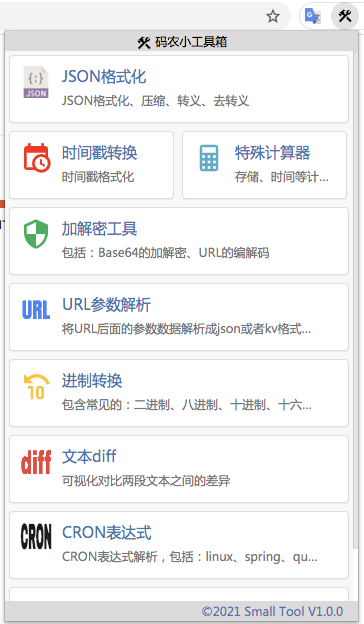 码农小工具箱
JSON格式化
{;}
JSON
JSON格式化、压缩、转义、去转义
时间戳转换
时间戳格式化
特殊计算器
存储、时间等计...
加解密工具
包括：Base64的加解密、URL的编解码
URL
URL参数解析
将URL后面的参数数据解析成json或者kv格式...
10
进制转换
包含常见的：二进制、八进制、十进制、十六...
diff
文本diff
可视化对比两段文本之间的差异
CRON
CRON表达式
CRON表达式解析，包括：linux、spring、qu...
©2021 Small Tool V1.0.0